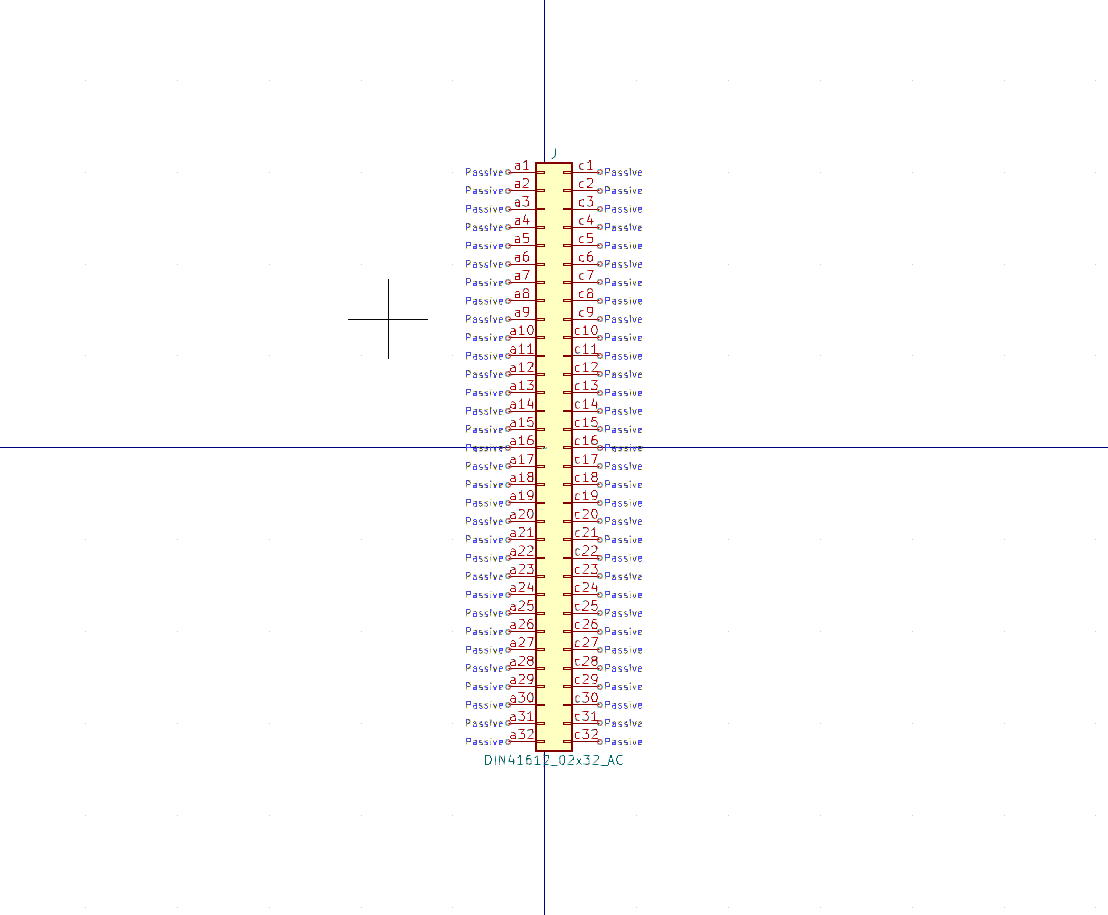 J
Passive a1 c1 Passive
Passive a2 c2 Passive
Passive a3 c3 Passive
Passive a4 c4 Passive
Passive a5 c5 Passive
Passive a6 c6 Passive
Passive a7 c7 Passive
Passive a8 c8 Passive
Passive a9 c9 Passive
Passive a10 c10 Passive
Passive a11 c11 Passive
Passive a12 c12 Passive
Passive a13 c13 Passive
Passive a14 c14 Passive
Passive a15 c15 Passive
Passive a16 c16 Passive
Passive a17 c17 Passive
Passive a18 c18 Passive
Passive a19 c19 Passive
Passive a20 c20 Passive
Passive a21 c21 Passive
Passive a22 c22 Passive
Passive a23 c23 Passive
Passive a24 c24 Passive
Passive a25 c25 Passive
Passive a26 c26 Passive
Passive a27 c27 Passive
Passive a28 c28 Passive
Passive a29 c29 Passive
Passive a30 c30 Passive
Passive a31 c31 Passive
Passive a32 c32 Passive
DIN41612_02x32_AC